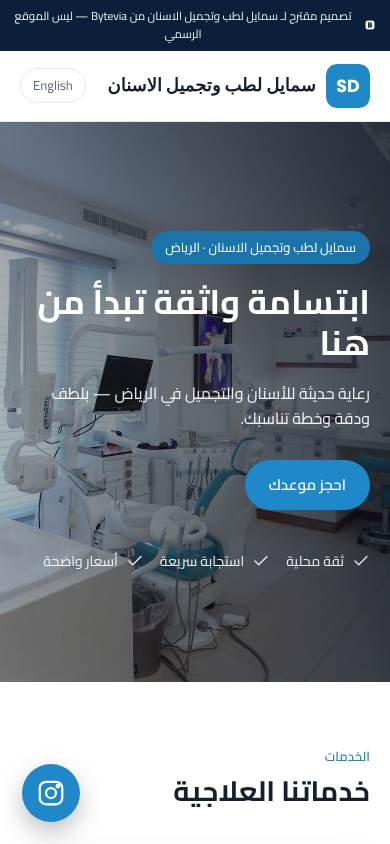 تصميم مقترح لـ سمايل لطب وتجميل الاسنان من Bytevia — ليس الموقع
الرسمي
SD
سمايل لطب وتجميل الاسنان
English
سمايل لطب وتجميل الاسنان · الرياض
ابتسامة واثقة تبدأ من
هنا
رعاية حديثة للأسنان والتجميل في الرياض — بلطف
ودقة وخطة تناسبك.
احجز موعدك
ثقة محلية
استجابة سريعة
أسعار واضحة
الخدمات
خدماتنا العلاجية